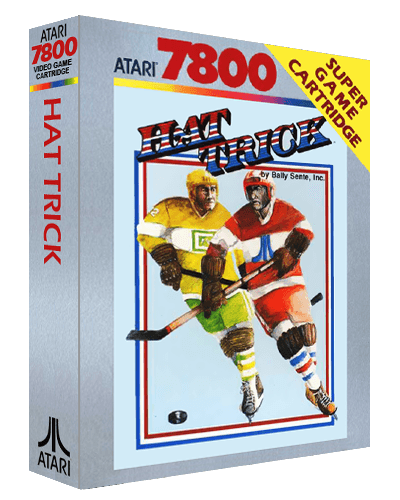 ATARI
7800
VIDEO GAME
CARTRIDGE
HAT TRICK
ATARI
ATARI 7800
SUPER
GAME
CARTRIDGE
HAT
TRICK
by Bally Sente, Inc.
2